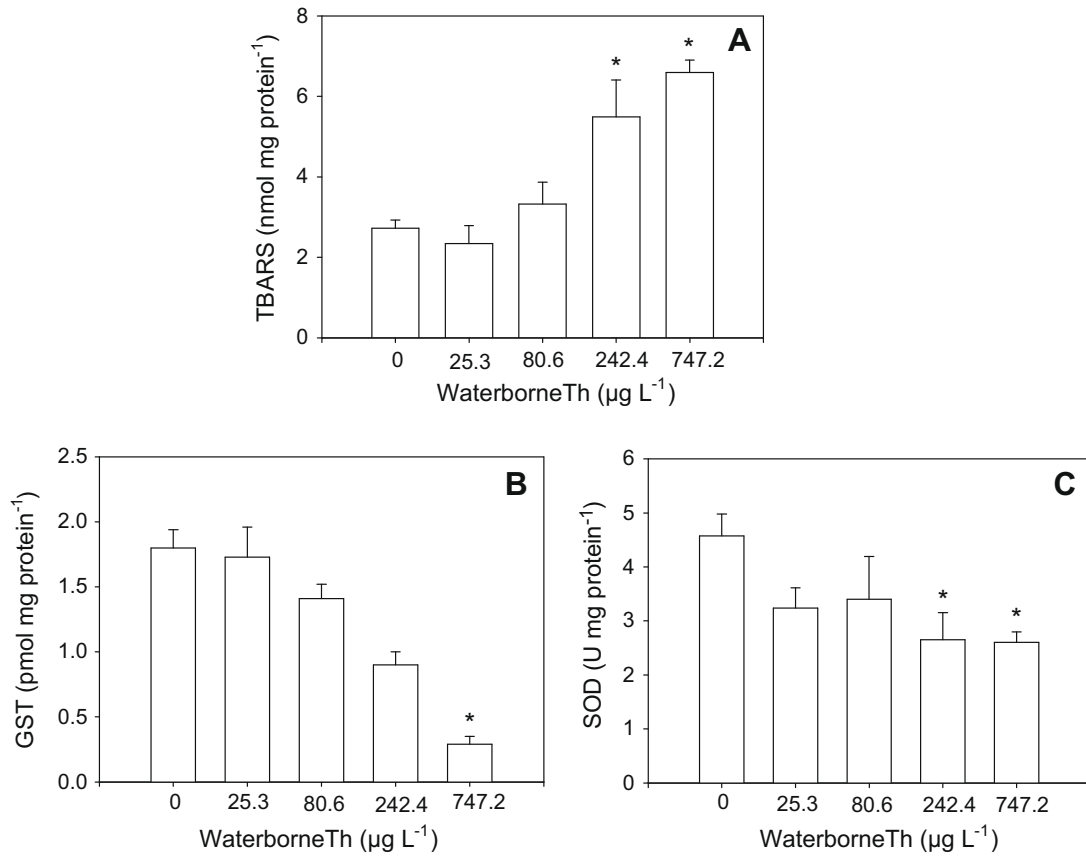 A
TBARS (nmol mg protein⁻¹)
8
6
4
2
0
* *
0 25.3 80.6 242.4 747.2
WaterborneTh (µg L⁻¹)
B
GST (pmol mg protein⁻¹)
2.5
2.0
1.5
1.0
0.5
0.0
*
0 25.3 80.6 242.4 747.2
WaterborneTh (µg L⁻¹)
C
SOD (U mg protein⁻¹)
6
5
4
3
2
1
0
* *
0 25.3 80.6 242.4 747.2
WaterborneTh (µg L⁻¹)